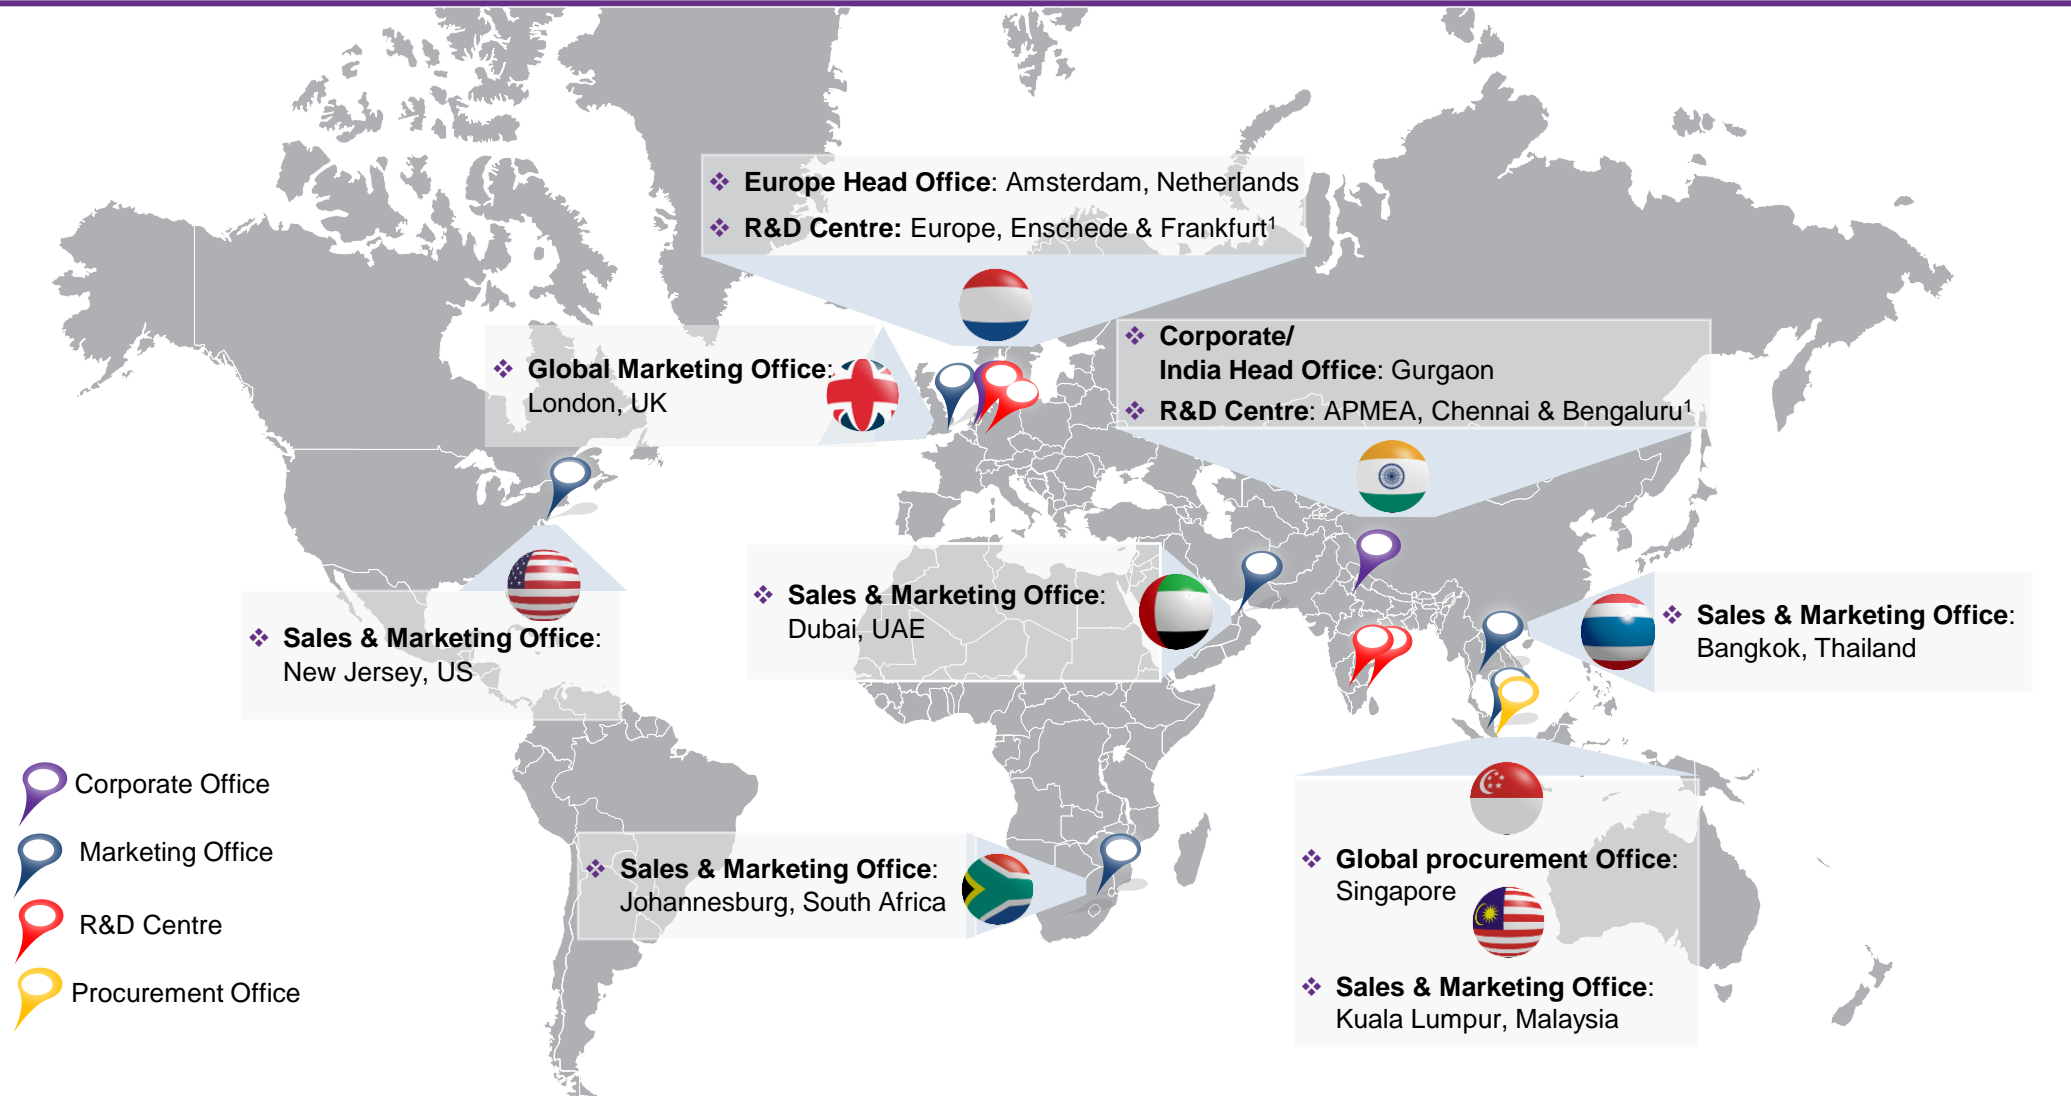 ❖ Europe Head Office: Amsterdam, Netherlands
❖ R&D Centre: Europe, Enschede & Frankfurt¹
❖ Global Marketing Office:
London, UK
❖ Corporate/
India Head Office: Gurgaon
❖ R&D Centre: APMEA, Chennai & Bengaluru¹
❖ Sales & Marketing Office:
New Jersey, US
❖ Sales & Marketing Office:
Dubai, UAE
❖ Sales & Marketing Office:
Bangkok, Thailand
Corporate Office
Marketing Office
R&D Centre
Procurement Office
❖ Sales & Marketing Office:
Johannesburg, South Africa
❖ Global procurement Office:
Singapore
❖ Sales & Marketing Office:
Kuala Lumpur, Malaysia